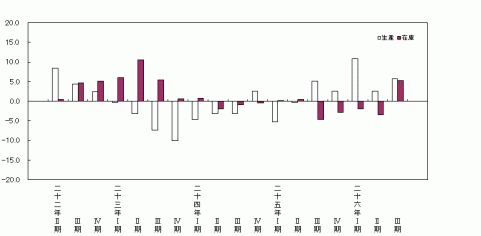 □生産 ■在庫
20.0
15.0
10.0
5.0
0.0
-5.0
-10.0
-15.0
-20.0
二十二年Ⅱ期
Ⅲ期
Ⅳ期
二十三年Ⅰ期
Ⅱ期
Ⅲ期
Ⅳ期
二十四年Ⅰ期
Ⅱ期
Ⅲ期
Ⅳ期
二十五年Ⅰ期
Ⅱ期
Ⅲ期
Ⅳ期
二十六年Ⅰ期
Ⅱ期
Ⅲ期